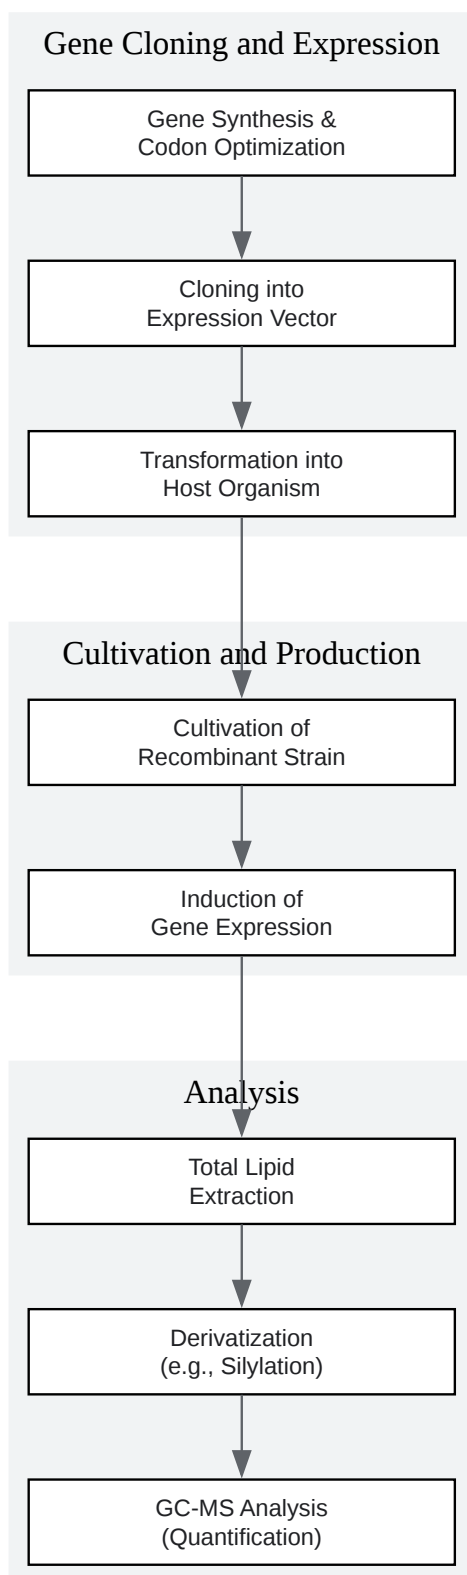 Gene Cloning and Expression
Gene Synthesis &
Codon Optimization
Cloning into
Expression Vector
Transformation into
Host Organism
Cultivation and Production
Cultivation of
Recombinant Strain
Induction of
Gene Expression
Analysis
Total Lipid
Extraction
Derivatization
(e.g., Silylation)
GC-MS Analysis
(Quantification)